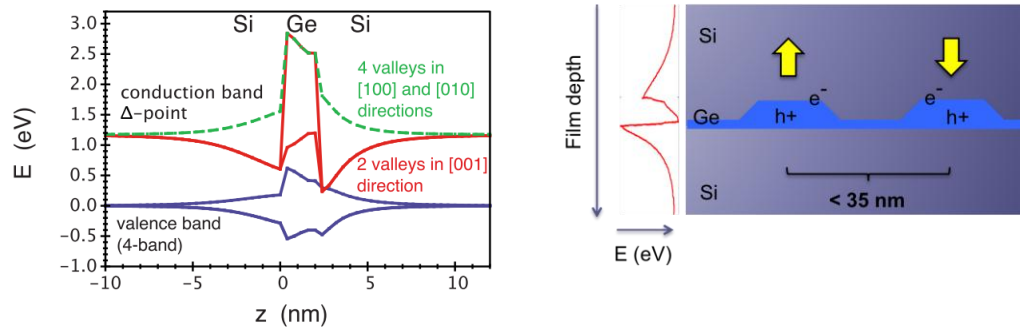 Si Ge Si
3.0
2.5
2.0
1.5
1.0
0.5
0.0
−0.5
−1.0
E (eV)
4 valleys in
[100] and [010]
directions
conduction band
Δ−point
2 valleys in [001]
direction
valence band
(4-band)
−10 −5 0 5 10
z (nm)
Film depth
E (eV)
Si
e-
e-
Ge
h+
h+
Si
< 35 nm